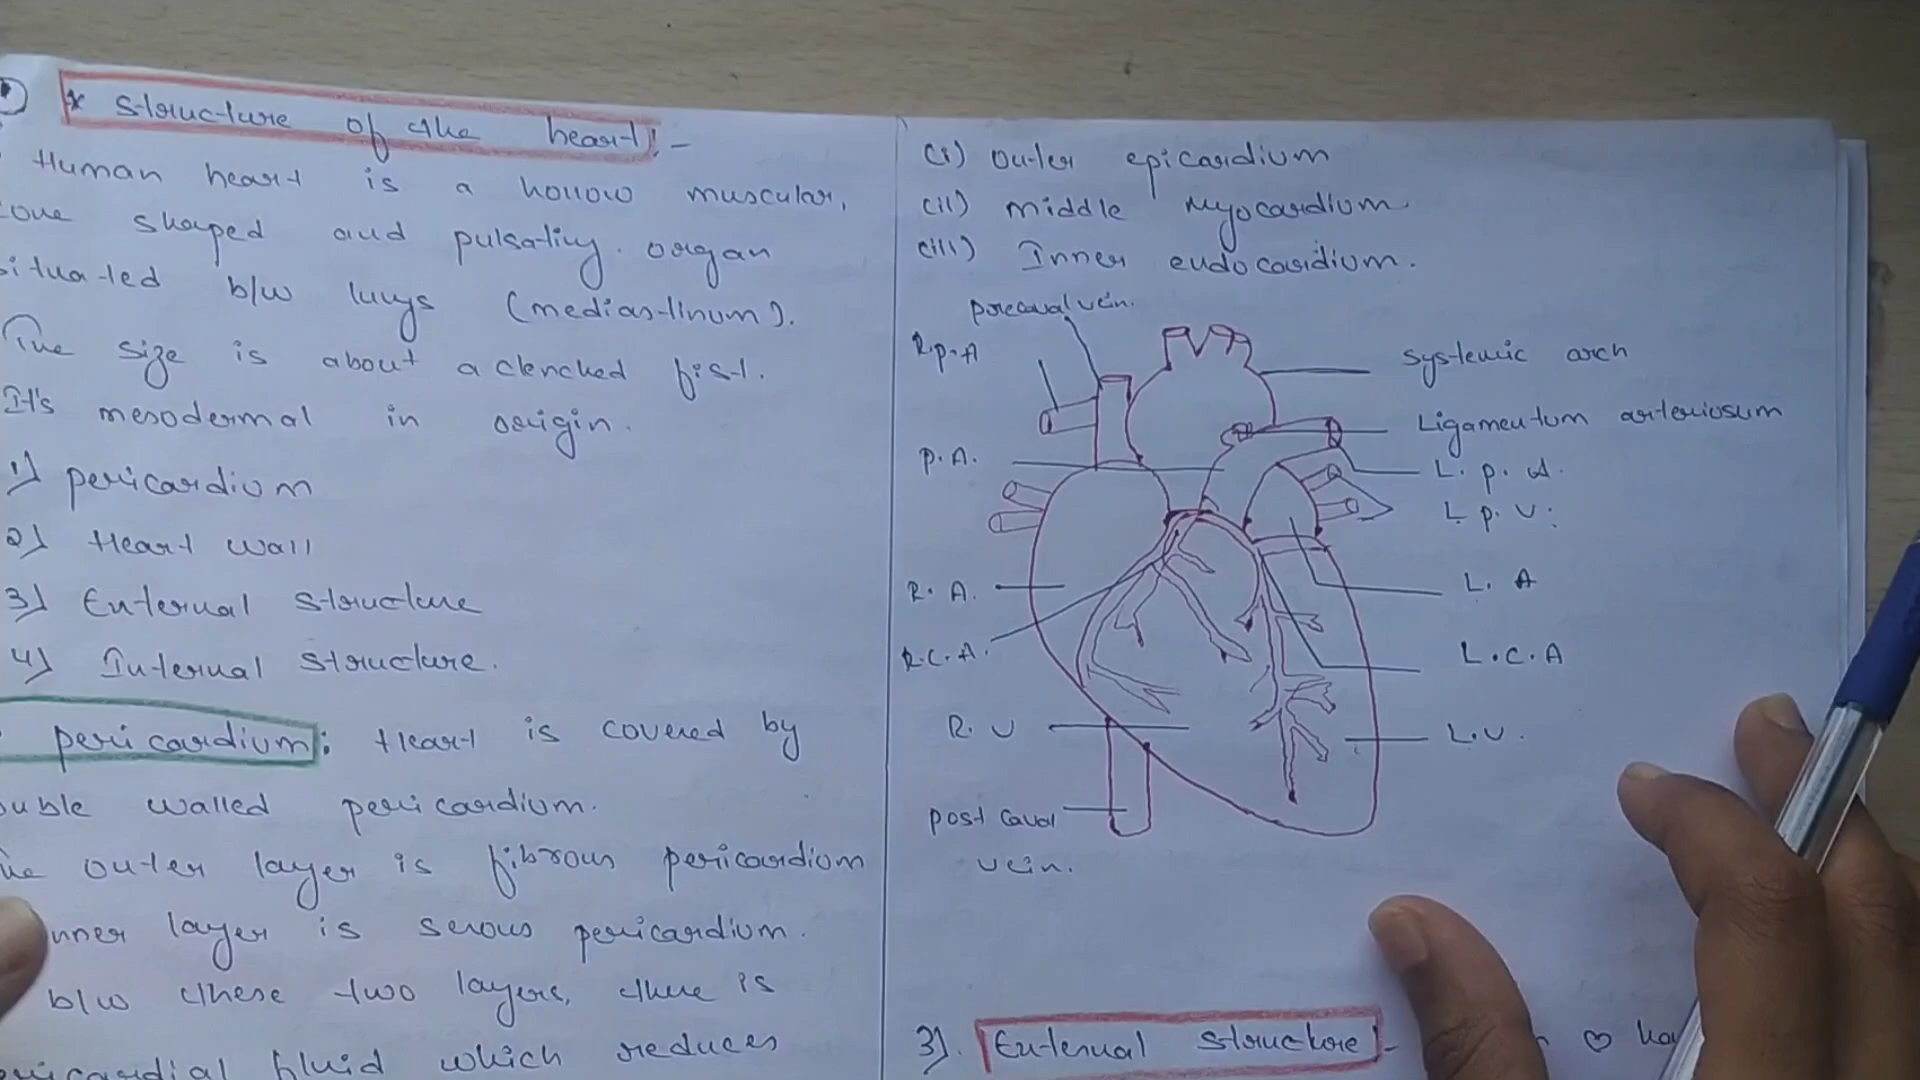 * Structure of the heart:-
Human heart is a hollow muscular,
shaped and pulsating organ
situated b/w lungs (mediastinum).
The size is about a clenched fist.
It's mesodermal in origin.
1) pericardium
2) Heart wall
3) External structure
4) Internal structure.
pericardium: Heart is covered by
walled pericardium.
outer layer is fibrous pericardium
layer is serous pericardium.
b/w these two layers, there is
fluid which reduces
(i) outer epicardium
(ii) middle Myocardium
(iii) Inner endocardium.
precaval vein.
R.p.A
systemic arch
Ligamentum arteriosum
p.A.
L.p.A.
L.p.V.
R.A.
L.A
R.C.A.
L.C.A
R.V
L.V.
post caval
vein.
3). External structure:-